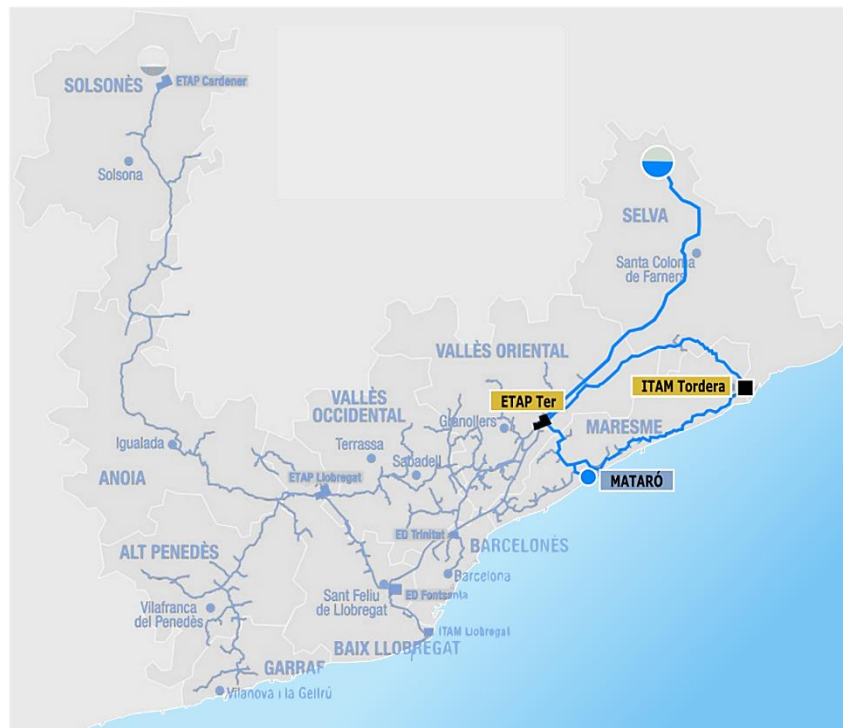 SOLSONÈS
ETAP Cardener
Solsona
SELVA
Santa Coloma
de Farners
VALLÈS ORIENTAL
ITAM Tordera
VALLÈS
OCCIDENTAL
ETAP Ter
Granollers
MARESME
Igualada
Terrassa
Sabadell
ANOIA
ETAP Llobregat
MATARÓ
ED Trinitat
BARCELONÈS
ALT PENEDÈS
Barcelona
Sant Feliu
de Llobregat
ED Fontsanta
Vilafranca
del Penedès
ITAM Llobregat
BAIX LLOBREGAT
GARRAF
Vilanova i la Geltrú